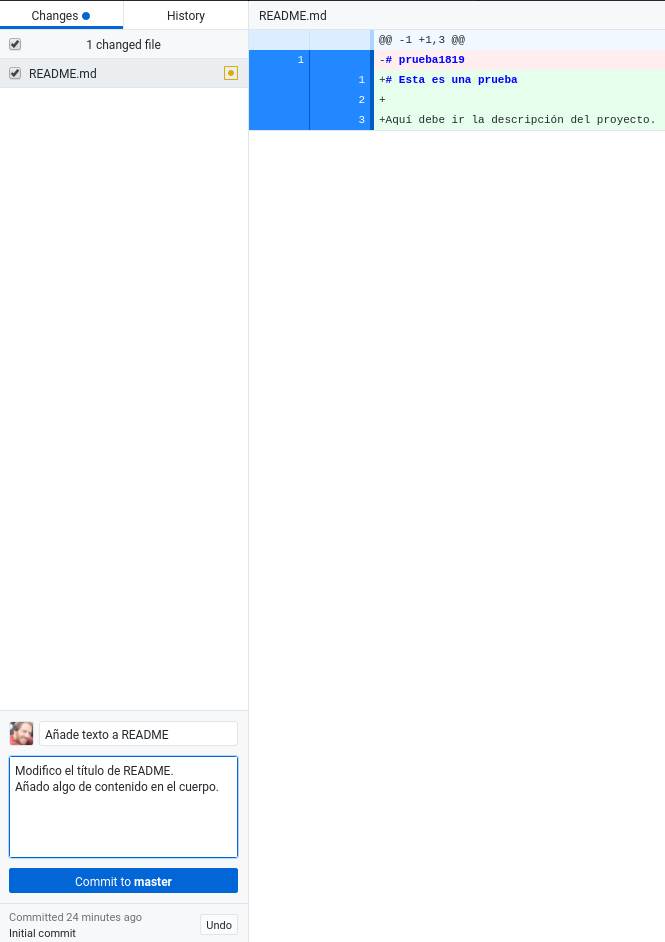 Changes
History
1 changed file
README.md
README.md
@@ -1 +1,3 @@
1 -# prueba1819
1 +# Esta es una prueba
2 +
3 +Aquí debe ir la descripción del proyecto.
Añade texto a README
Modifico el título de README.
Añado algo de contenido en el cuerpo.
Commit to master
Committed 24 minutes ago
Initial commit
Undo